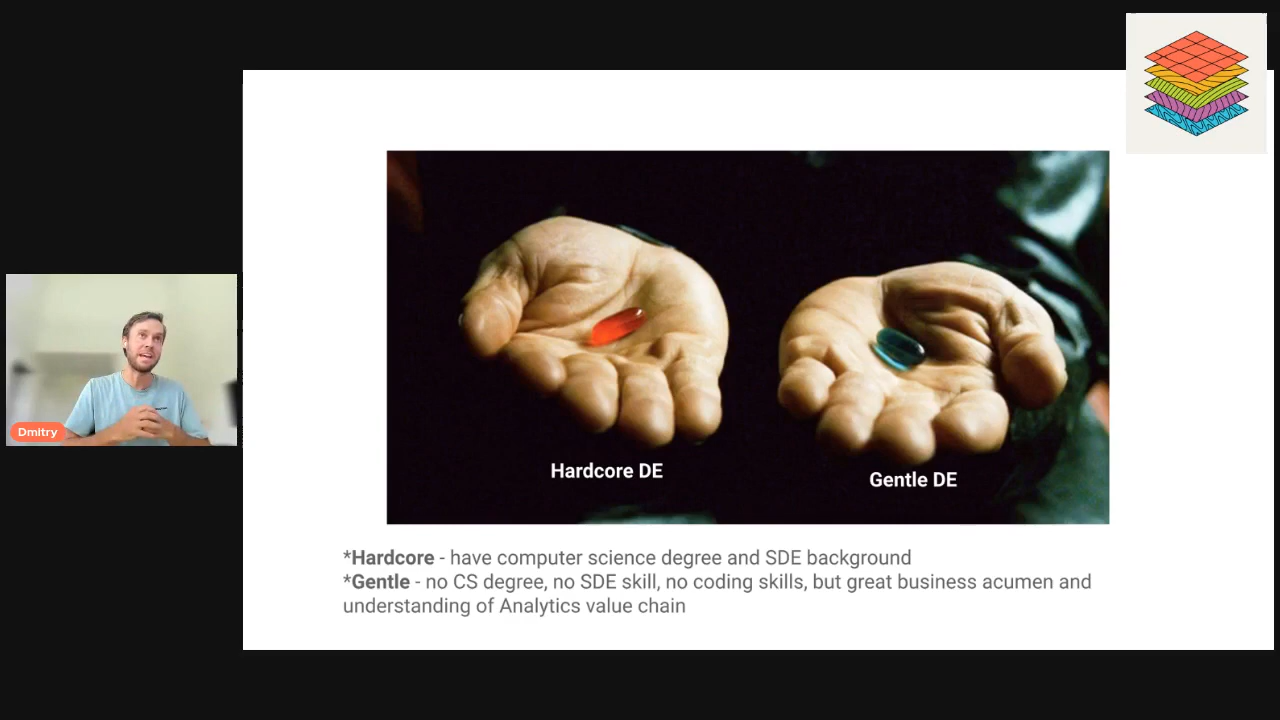 Dmitry
Hardcore DE
Gentle DE
*Hardcore - have computer science degree and SDE background
*Gentle - no CS degree, no SDE skill, no coding skills, but great business acumen and
understanding of Analytics value chain